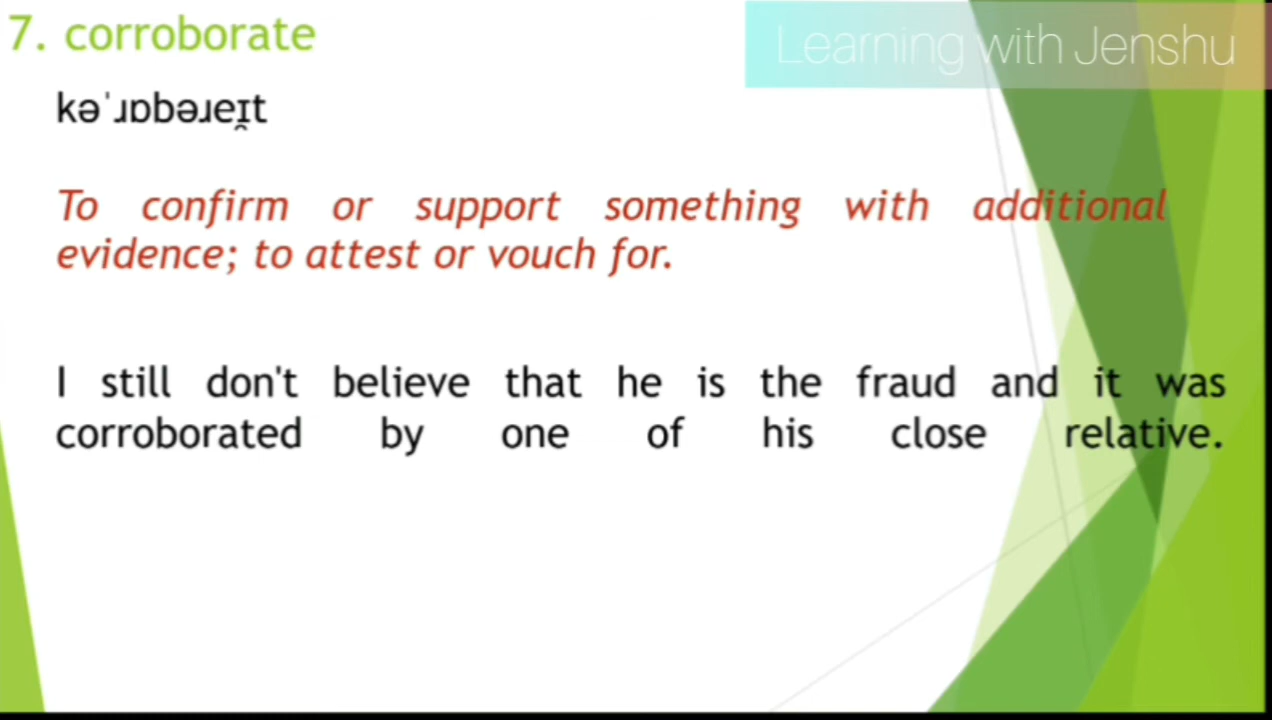 7. corroborate
Learning with Jenshu
kəˈɹɒbəɹeɪ̯t
To confirm or support something with additional
evidence; to attest or vouch for.
I still don't believe that he is the fraud and it was
corroborated by one of his close relative.